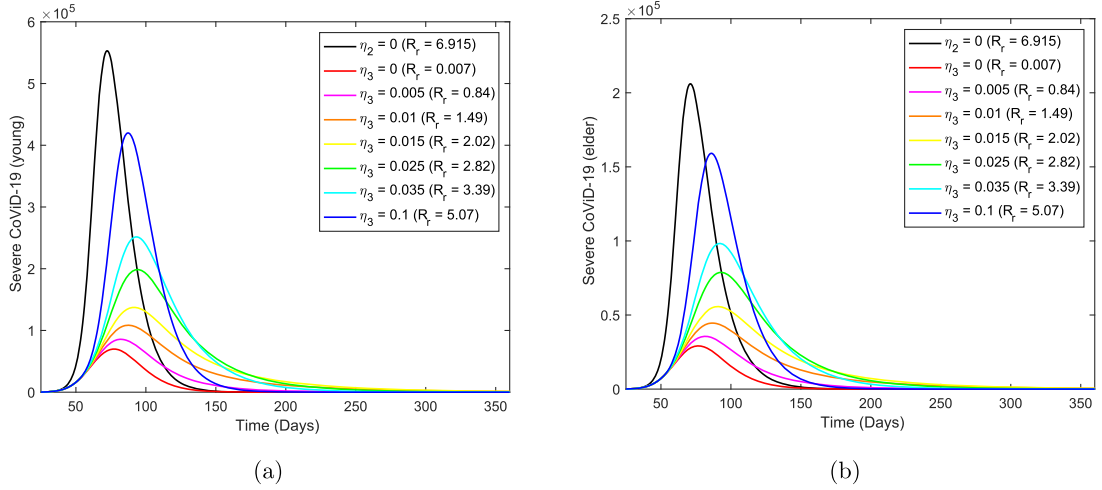 ×10⁵
6
5
4
3
2
1
0
Severe CoViD-19 (young)
50 100 150 200 250 300 350
Time (Days)
η₂ = 0 (Rᵣ = 6.915)
η₃ = 0 (Rᵣ = 0.007)
η₃ = 0.005 (Rᵣ = 0.84)
η₃ = 0.01 (Rᵣ = 1.49)
η₃ = 0.015 (Rᵣ = 2.02)
η₃ = 0.025 (Rᵣ = 2.82)
η₃ = 0.035 (Rᵣ = 3.39)
η₃ = 0.1 (Rᵣ = 5.07)
(a)
×10⁵
2.5
2
1.5
1
0.5
0
Severe CoViD-19 (elder)
50 100 150 200 250 300 350
Time (Days)
η₂ = 0 (Rᵣ = 6.915)
η₃ = 0 (Rᵣ = 0.007)
η₃ = 0.005 (Rᵣ = 0.84)
η₃ = 0.01 (Rᵣ = 1.49)
η₃ = 0.015 (Rᵣ = 2.02)
η₃ = 0.025 (Rᵣ = 2.82)
η₃ = 0.035 (Rᵣ = 3.39)
η₃ = 0.1 (Rᵣ = 5.07)
(b)